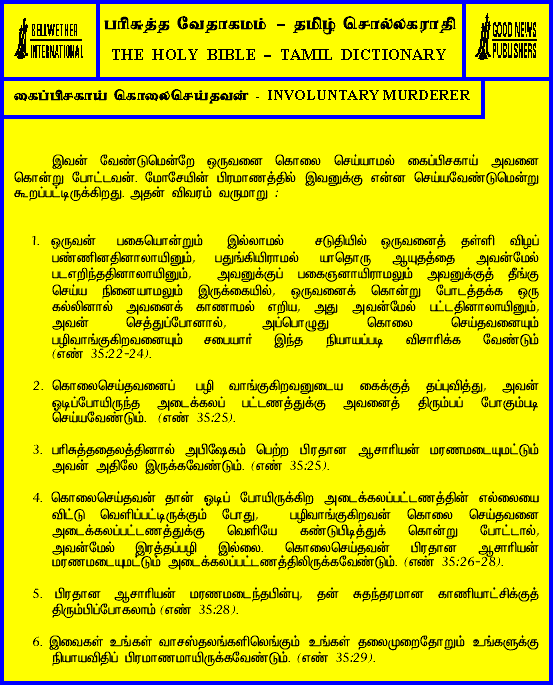 BELLWETHER
INTERNATIONAL
பரிசுத்த வேதாகமம் – தமிழ் சொல்லகராதி
THE HOLY BIBLE – TAMIL DICTIONARY
GOOD NEWS
PUBLISHERS
கைப்பிசகாய் கொலைசெய்தவன் - INVOLUNTARY MURDERER
இவன் வேண்டுமென்றே ஒருவனை கொலை செய்யாமல் கைப்பிசகாய் அவனை
கொன்று போட்டவன். மோசேயின் பிரமாணத்தில் இவனுக்கு என்ன செய்யவேண்டுமென்று
கூறப்பட்டிருக்கிறது. அதன் விவரம் வருமாறு :
1. ஒருவன் பகையொன்றும் இல்லாமல் சடுதியில் ஒருவனைத் தள்ளி விழப்
பண்ணினதினாலாயினும், பதுங்கியிராமல் யாதொரு ஆயுதத்தை அவன்மேல்
படஎறிந்ததினாலாயினும், அவனுக்குப் பகைஞனாயிராமலும் அவனுக்குத் தீங்கு
செய்ய நினையாமலும் இருக்கையில், ஒருவனைக் கொன்று போடத்தக்க ஒரு
கல்லினால் அவனைக் காணாமல் எறிய, அது அவன்மேல் பட்டதினாலாயினும்,
அவன் செத்துப்போனால், அப்பொழுது கொலை செய்தவனையும்
பழிவாங்குகிறவனையும் சபையார் இந்த நியாயப்படி விசாரிக்க வேண்டும்
(எண் 35:22-24).
2. கொலைசெய்தவனைப் பழி வாங்குகிறவனுடைய கைக்குத் தப்புவித்து, அவன்
ஓடிப்போயிருந்த அடைக்கலப் பட்டணத்துக்கு அவனைத் திரும்பப் போகும்படி
செய்யவேண்டும். (எண் 35:25).
3. பரிசுத்ததைலத்தினால் அபிஷேகம் பெற்ற பிரதான ஆசாரியன் மரணமடையுமட்டும்
அவன் அதிலே இருக்கவேண்டும். (எண் 35:25).
4. கொலைசெய்தவன் தான் ஓடிப் போயிருக்கிற அடைக்கலப்பட்டணத்தின் எல்லையை
விட்டு வெளிப்பட்டிருக்கும் போது, பழிவாங்குகிறவன் கொலை செய்தவனை
அடைக்கலப்பட்டணத்துக்கு வெளியே கண்டுபிடித்துக் கொன்று போட்டால்,
அவன்மேல் இரத்தப்பழி இல்லை. கொலைசெய்தவன் பிரதான ஆசாரியன்
மரணமடையுமட்டும் அடைக்கலப்பட்டணத்திலிருக்கவேண்டும். (எண் 35:26-28).
5. பிரதான ஆசாரியன் மரணமடைந்தபின்பு, தன் சுதந்தரமான காணியாட்சிக்குத்
திரும்பிப்போகலாம் (எண் 35:28).
6. இவைகள் உங்கள் வாசஸ்தலங்களிலெங்கும் உங்கள் தலைமுறைதோறும் உங்களுக்கு
நியாயவிதிப் பிரமாணமாயிருக்கவேண்டும். (எண் 35:29).